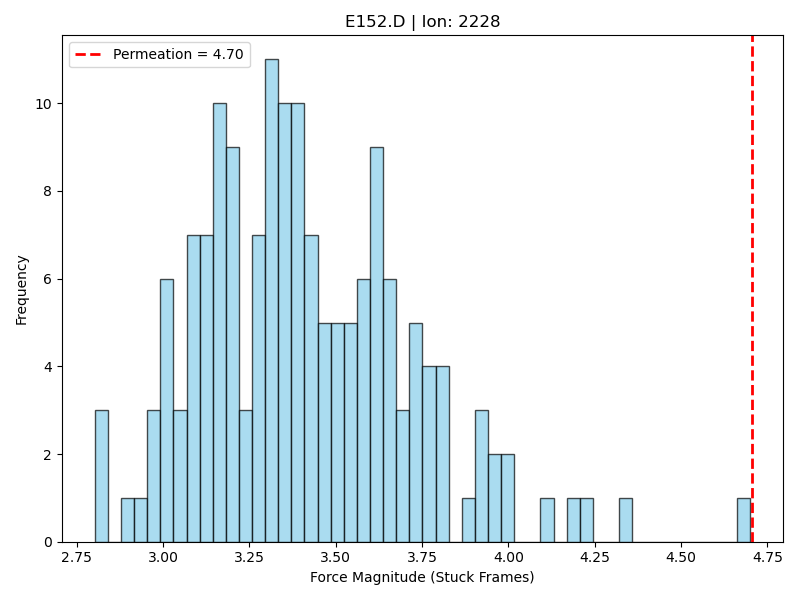 E152.D | Ion: 2228
Permeation = 4.70
Frequency
10
8
6
4
2
0
2.75 3.00 3.25 3.50 3.75 4.00 4.25 4.50 4.75
Force Magnitude (Stuck Frames)